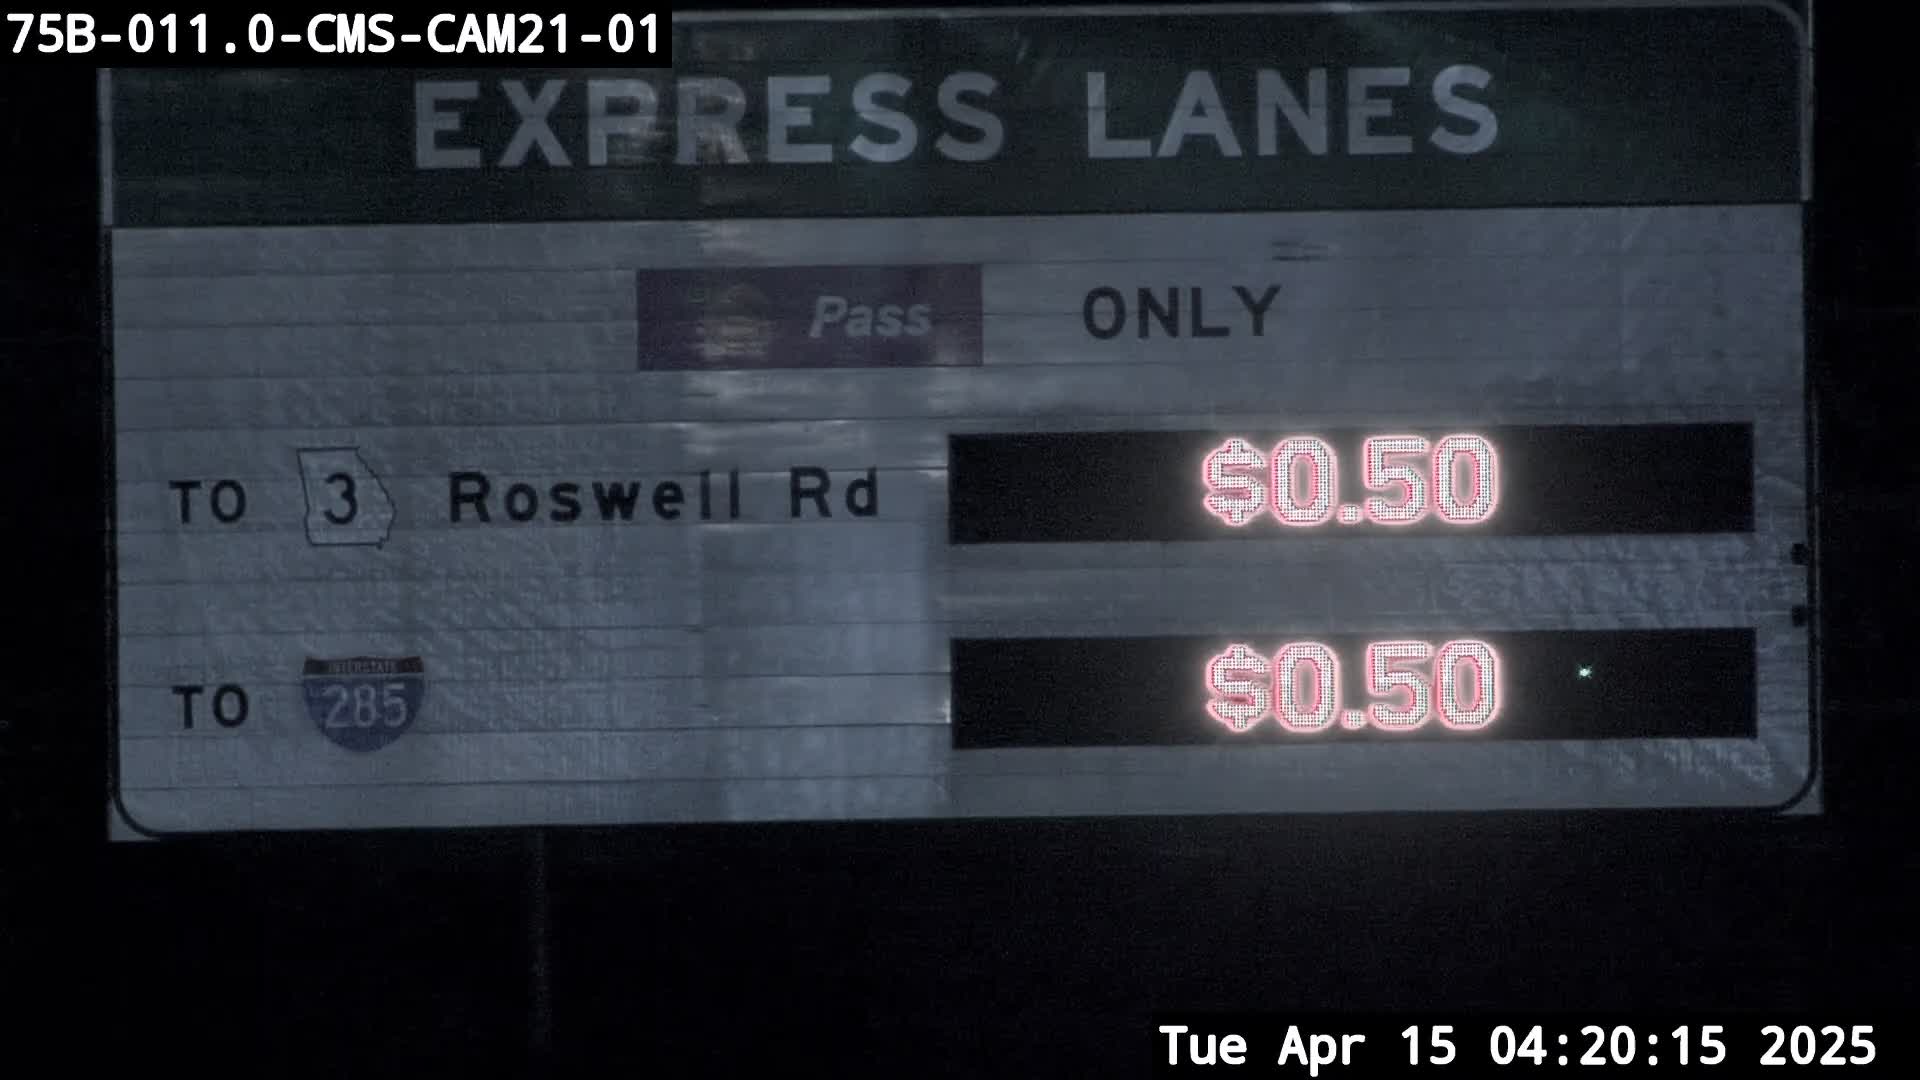 75B-011.0-CMS-CAM21-01
EXPRESS LANES
Pass ONLY
TO 3 Roswell Rd $0.50
TO INTERSTATE 285 $0.50
Tue Apr 15 04:20:15 2025